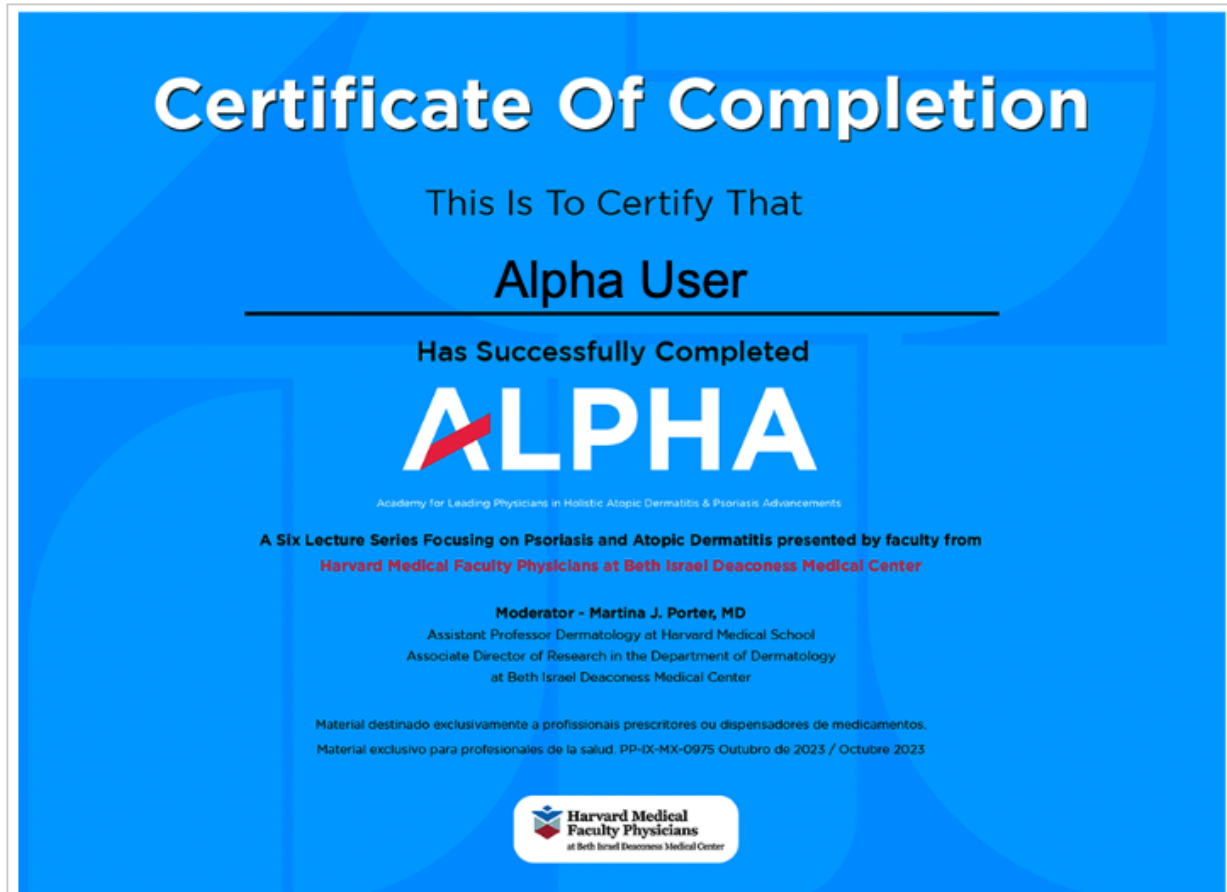 Certificate Of Completion
This Is To Certify That
Alpha User
Has Successfully Completed
ALPHA
Academy for Leading Physicians in Holistic Atopic Dermatitis & Psoriasis Advancements
A Six Lecture Series Focusing on Psoriasis and Atopic Dermatitis presented by faculty from
Harvard Medical Faculty Physicians at Beth Israel Deaconess Medical Center
Moderator - Martina J. Porter, MD
Assistant Professor Dermatology at Harvard Medical School
Associate Director of Research in the Department of Dermatology
at Beth Israel Deaconess Medical Center
Material destinado exclusivamente a profissionais prescritores ou dispensadores de medicamentos.
Material exclusivo para profesionales de la salud. PP-IX-MX-0975 Outubro de 2023 / Octubre 2023
Harvard Medical
Faculty Physicians
at Beth Israel Deaconess Medical Center